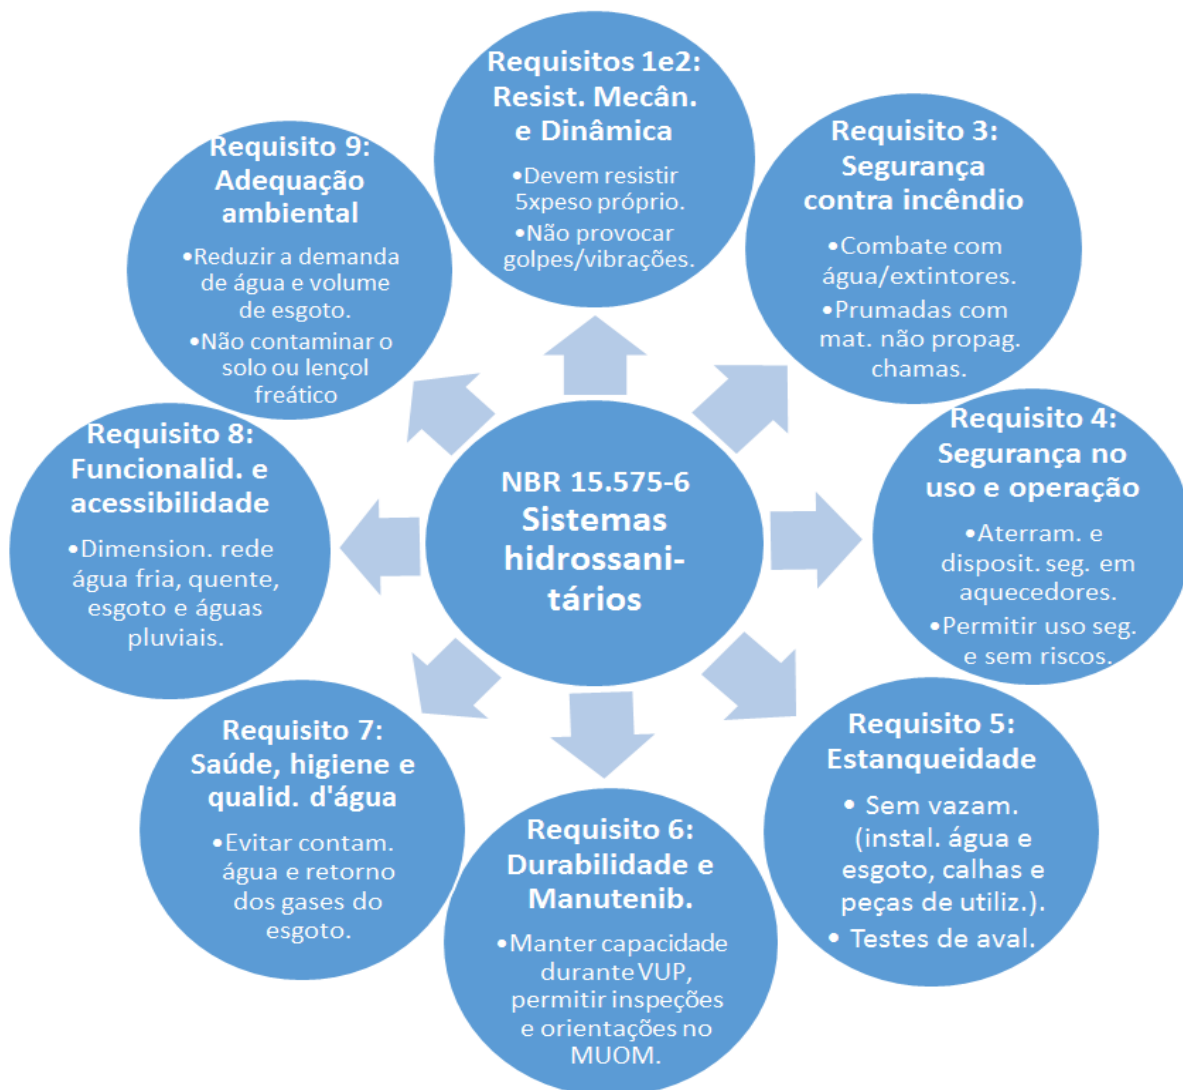 Requisitos 1e2:
Resist. Mecân.
e Dinâmica
•Devem resistir
5xpeso próprio.
•Não provocar
golpes/vibrações.
Requisito 3:
Segurança
contra incêndio
•Combate com
água/extintores.
•Prumadas com
mat. não propag.
chamas.
Requisito 4:
Segurança no
uso e operação
•Aterram. e
disposit. seg. em
aquecedores.
•Permitir uso seg.
e sem riscos.
Requisito 5:
Estanqueidade
• Sem vazam.
(instal. água e
esgoto, calhas e
peças de utiliz.).
• Testes de aval.
Requisito 6:
Durabilidade e
Manutenib.
•Manter capacidade
durante VUP,
permitir inspeções
e orientações no
MUOM.
Requisito 7:
Saúde, higiene e
qualid. d'água
•Evitar contam.
água e retorno
dos gases do
esgoto.
Requisito 8:
Funcionalid. e
acessibilidade
•Dimension. rede
água fria, quente,
esgoto e águas
pluviais.
Requisito 9:
Adequação
ambiental
•Reduzir a demanda
de água e volume
de esgoto.
•Não contaminar o
solo ou lençol
freático
NBR 15.575-6
Sistemas
hidrossani-
tários